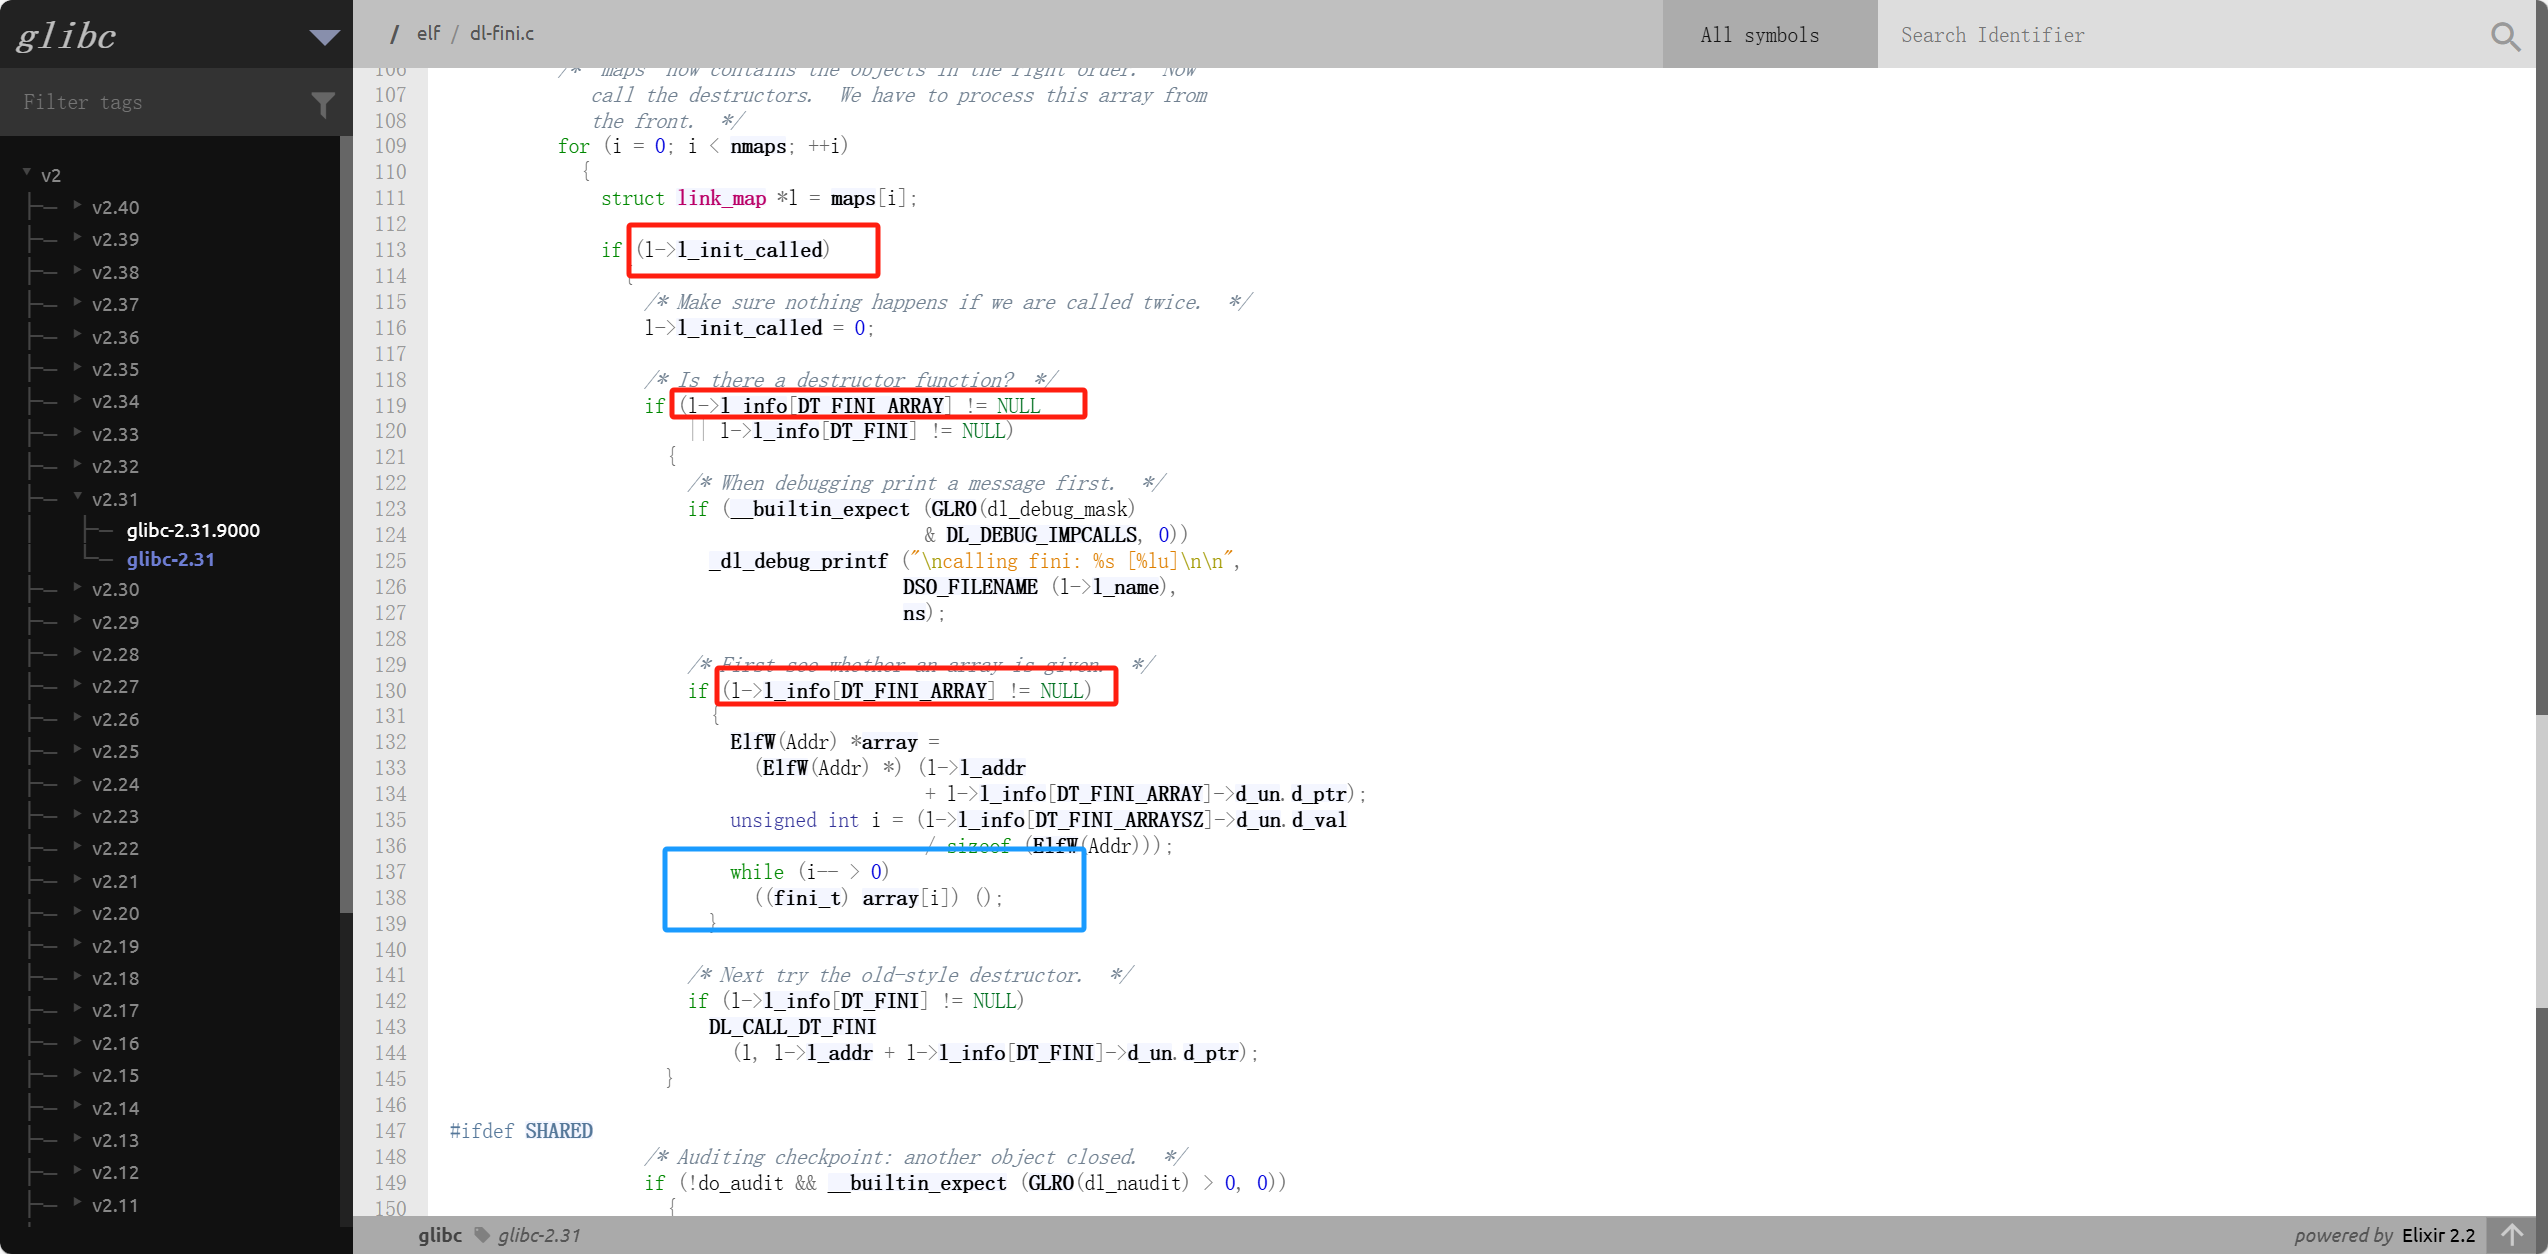 glibc
/ elf / dl-fini.c
All symbols
Search Identifier
Filter tags
v2
v2.40
v2.39
v2.38
v2.37
v2.36
v2.35
v2.34
v2.33
v2.32
v2.31
glibc-2.31.9000
glibc-2.31
v2.30
v2.29
v2.28
v2.27
v2.26
v2.25
v2.24
v2.23
v2.22
v2.21
v2.20
v2.19
v2.18
v2.17
v2.16
v2.15
v2.14
v2.13
v2.12
v2.11
106 /* 'maps' now contains the objects in the right order. Now
107 call the destructors. We have to process this array from
108 the front. */
109 for (i = 0; i < nmaps; ++i)
110 {
111 struct link_map *l = maps[i];
112
113 if (l->l_init_called)
114 {
115 /* Make sure nothing happens if we are called twice. */
116 l->l_init_called = 0;
117
118 /* Is there a destructor function? */
119 if (l->l_info[DT_FINI_ARRAY] != NULL
120 || l->l_info[DT_FINI] != NULL)
121 {
122 /* When debugging print a message first. */
123 if (__builtin_expect (GLRO(dl_debug_mask)
124 & DL_DEBUG_IMPCALLS, 0))
125 _dl_debug_printf ("\ncalling fini: %s [%lu]\n\n",
126 DSO_FILENAME (l->l_name),
127 ns);
128
129 /* First see whether an array is given. */
130 if (l->l_info[DT_FINI_ARRAY] != NULL)
131 {
132 ElfW(Addr) *array =
133 (ElfW(Addr) *) (l->l_addr
134 + l->l_info[DT_FINI_ARRAY]->d_un.d_ptr);
135 unsigned int i = (l->l_info[DT_FINI_ARRAYSZ]->d_un.d_val
136 / sizeof (ElfW(Addr)));
137 while (i-- > 0)
138 ((fini_t) array[i]) ();
139 }
140
141 /* Next try the old-style destructor. */
142 if (l->l_info[DT_FINI] != NULL)
143 DL_CALL_DT_FINI
144 (l, l->l_addr + l->l_info[DT_FINI]->d_un.d_ptr);
145 }
146
147 #ifdef SHARED
148 /* Auditing checkpoint: another object closed. */
149 if (!do_audit && __builtin_expect (GLRO(dl_naudit) > 0, 0))
150 {
glibc glibc-2.31
powered by Elixir 2.2